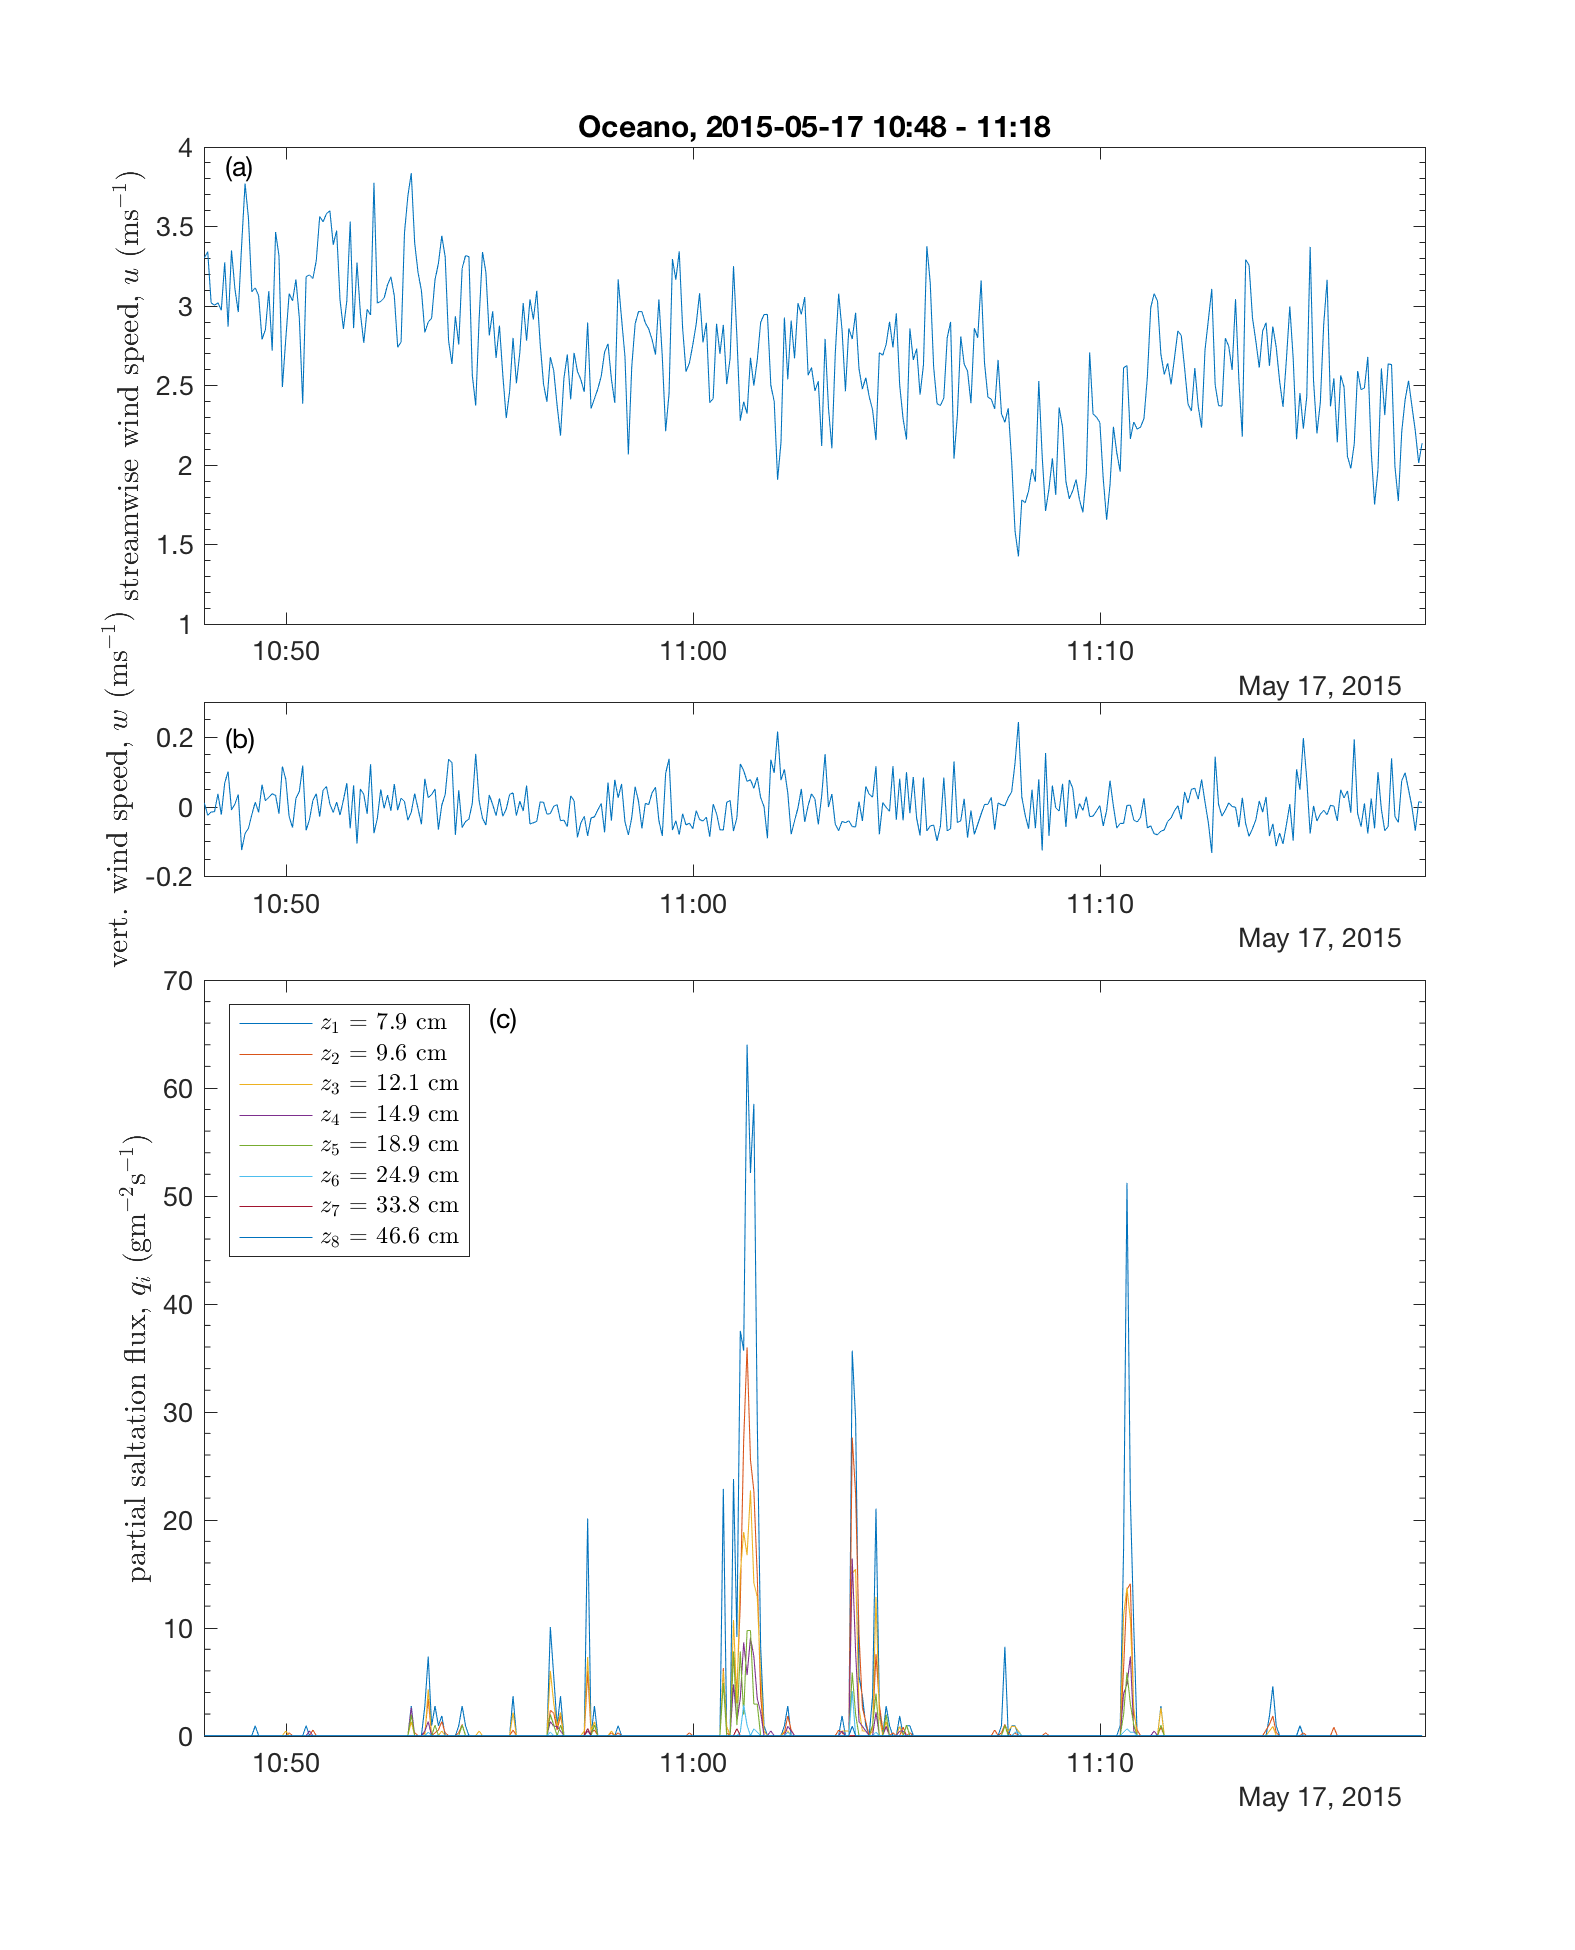 Oceano, 2015-05-17 10:48 - 11:18
(a)
streamwise wind speed, u (ms⁻¹)
4
3.5
3
2.5
2
1.5
1
10:50 11:00 11:10
May 17, 2015
(b)
vert. wind speed, w (ms⁻¹)
0.2
0
-0.2
10:50 11:00 11:10
May 17, 2015
(c)
partial saltation flux, qᵢ (gm⁻²s⁻¹)
70
60
50
40
30
20
10
0
z₁ = 7.9 cm
z₂ = 9.6 cm
z₃ = 12.1 cm
z₄ = 14.9 cm
z₅ = 18.9 cm
z₆ = 24.9 cm
z₇ = 33.8 cm
z₈ = 46.6 cm
10:50 11:00 11:10
May 17, 2015